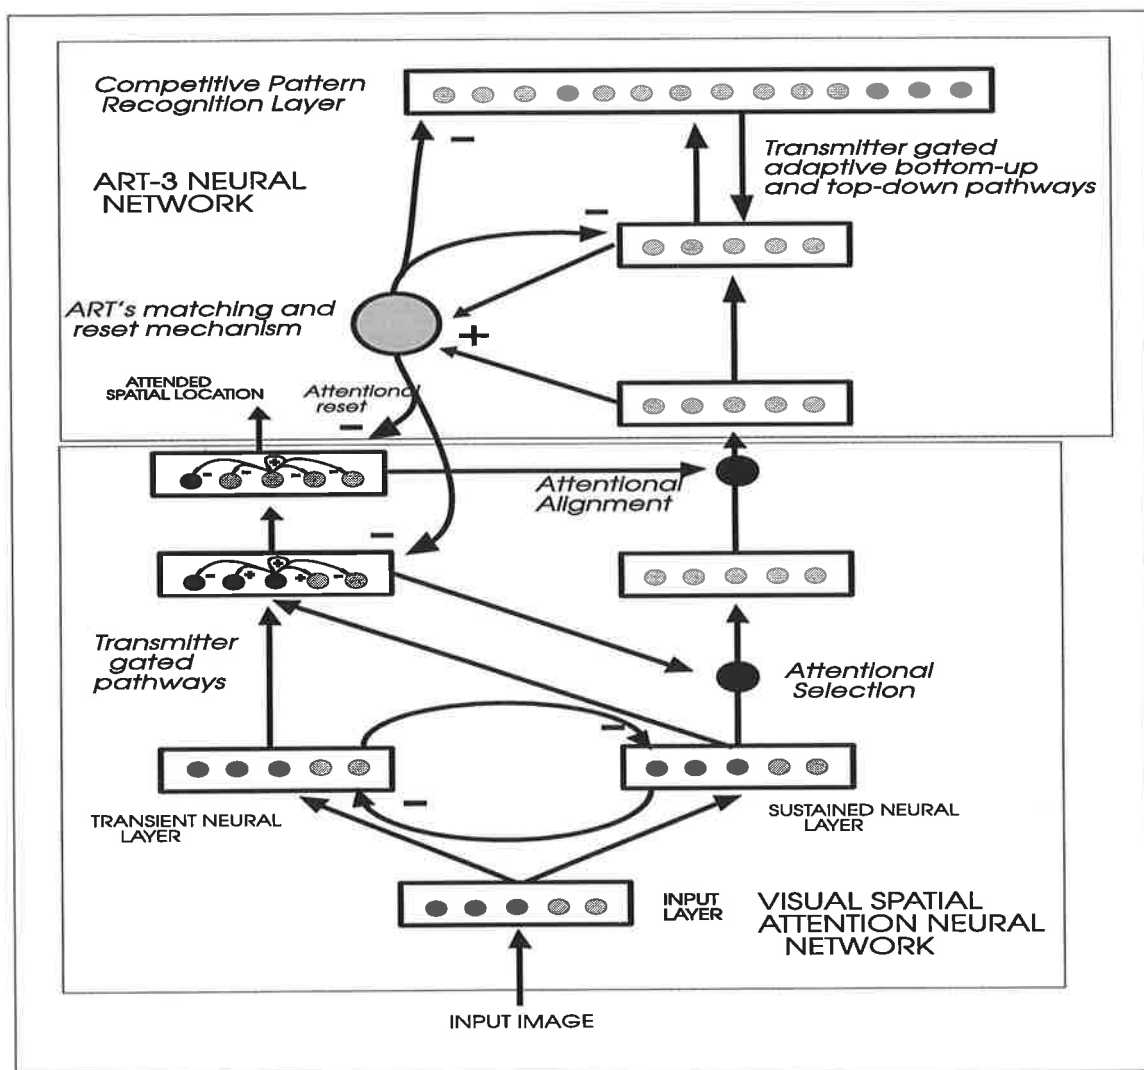 Competitive Pattern
Recognition Layer
−
Transmitter gated
adaptive bottom-up
and top-down pathways
ART-3 NEURAL
NETWORK
−
ART's matching and
reset mechanism
+
ATTENDED
SPATIAL LOCATION
Attentional
reset
−
+
- - - -
Attentional
Alignment
−
+
- + + -
Transmitter
gated
pathways
Attentional
Selection
−
−
TRANSIENT NEURAL
LAYER
SUSTAINED NEURAL
LAYER
INPUT
LAYER
VISUAL SPATIAL
ATTENTION NEURAL
NETWORK
INPUT IMAGE